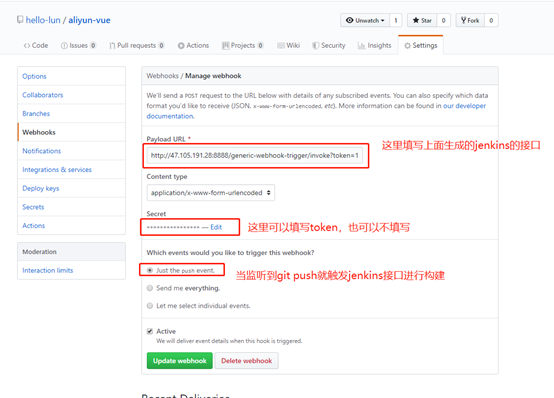 hello-lun / aliyun-vue
Unwatch 1 Star 0 Fork 0
Code Issues 0 Pull requests 0 Actions Projects 0 Wiki Security Insights Settings
Options
Collaborators
Branches
Webhooks
Notifications
Integrations & services
Deploy keys
Secrets
Actions
Moderation
Interaction limits
Webhooks / Manage webhook
We'll send a POST request to the URL below with details of any subscribed events. You can also specify which data
format you'd like to receive (JSON, x-www-form-urlencoded, etc). More information can be found in our developer
documentation.
Payload URL *
http://47.105.191.28:8888/generic-webhook-trigger/invoke?token=1
这里填写上面生成的jenkins的接口
Content type
application/x-www-form-urlencoded
Secret
**************** — Edit
这里可以填写token，也可以不填写
Which events would you like to trigger this webhook?
Just the push event.
当监听到git push就触发jenkins接口进行构建
Send me everything.
Let me select individual events.
Active
We will deliver event details when this hook is triggered.
Update webhook Delete webhook
Recent Deliveries